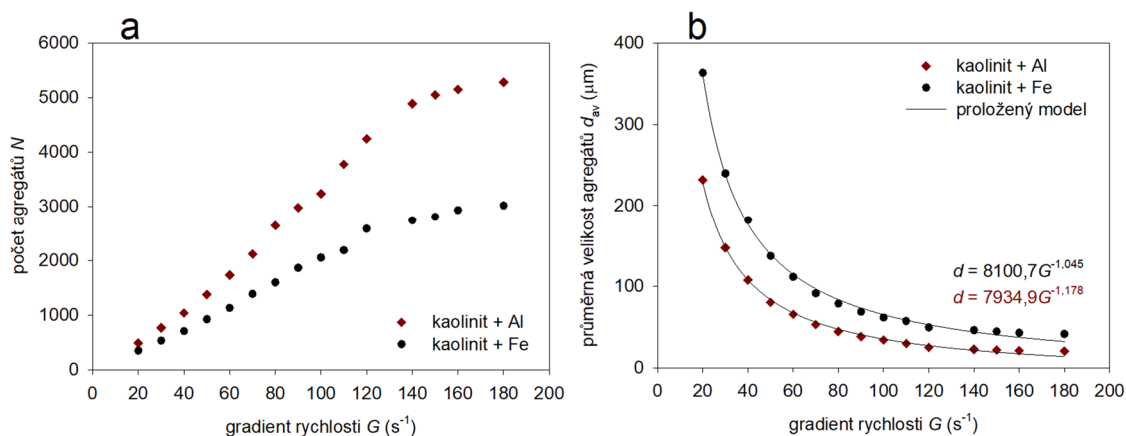 a
6000
5000
4000
3000
2000
1000
0
počet agregátů N
kaolinit + Al
kaolinit + Fe
0 20 40 60 80 100 120 140 160 180 200
gradient rychlosti G (s⁻¹)
b
400
300
200
100
0
průměrná velikost agregátů d_av (μm)
kaolinit + Al
kaolinit + Fe
proložený model
d = 8100,7G⁻¹,⁰⁴⁵
d = 7934,9G⁻¹,¹⁷⁸
0 20 40 60 80 100 120 140 160 180 200
gradient rychlosti G (s⁻¹)